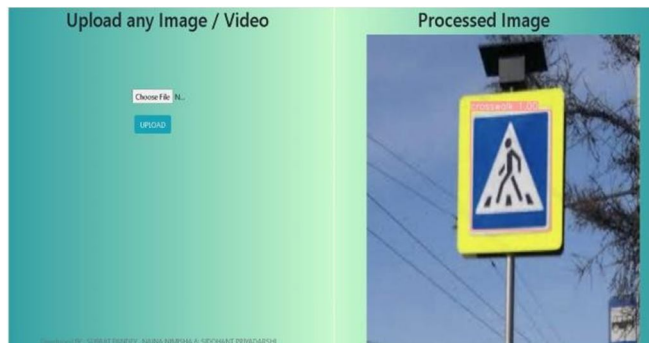 Upload any Image / Video
Choose File N...
UPLOAD
Processed Image
crosswalk 1.00